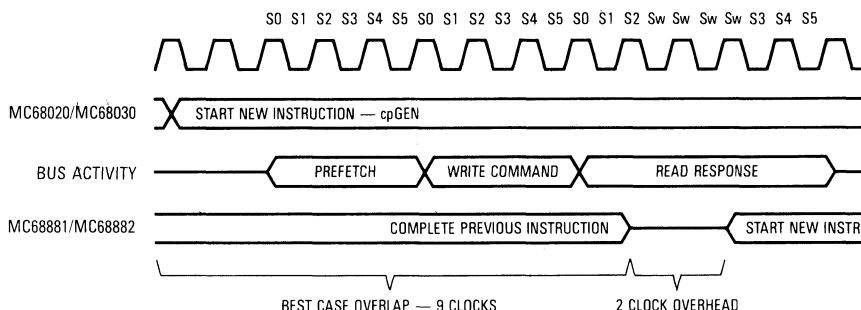 S0 S1 S2 S3 S4 S5 S0 S1 S2 S3 S4 S5 S0 S1 S2 Sw Sw Sw Sw S3 S4 S5
MC68020/MC68030
START NEW INSTRUCTION — cpGEN
BUS ACTIVITY
PREFETCH
WRITE COMMAND
READ RESPONSE
MC68881/MC68882
COMPLETE PREVIOUS INSTRUCTION
START NEW INSTR
BEST CASE OVERLAP — 9 CLOCKS
2 CLOCK OVERHEAD